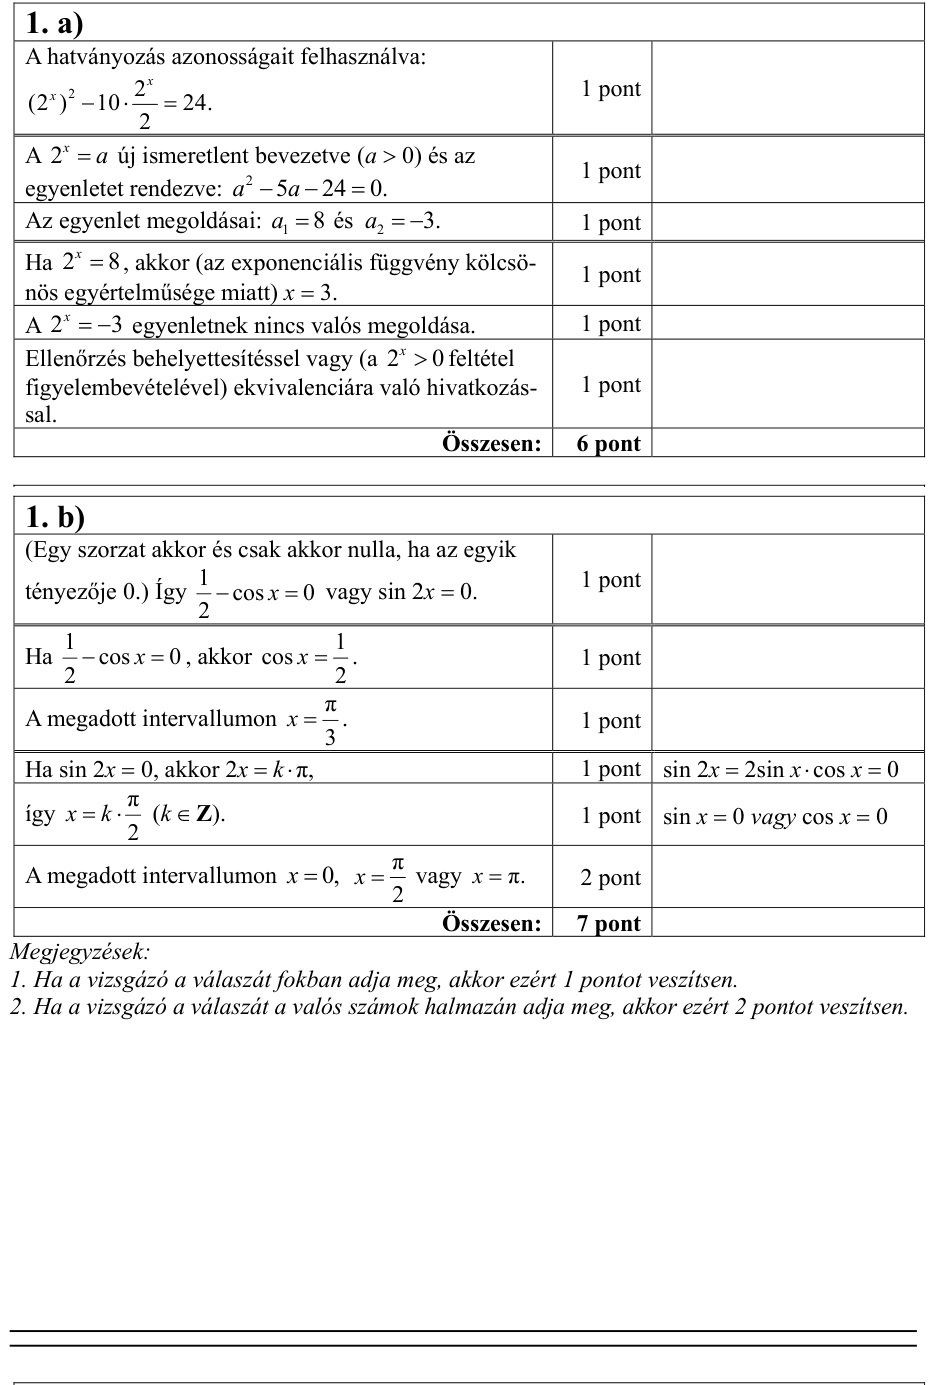 1. a)
A hatványozás azonosságait felhasználva:
(2^x)^2 − 10 · 2^x/2 = 24.
1 pont
A 2^x = a új ismeretlent bevezetve (a > 0) és az
egyenletet rendezve: a^2 − 5a − 24 = 0.
1 pont
Az egyenlet megoldásai: a_1 = 8 és a_2 = −3.
1 pont
Ha 2^x = 8, akkor (az exponenciális függvény kölcsö-
nös egyértelműsége miatt) x = 3.
1 pont
A 2^x = −3 egyenletnek nincs valós megoldása.
1 pont
Ellenőrzés behelyettesítéssel vagy (a 2^x > 0 feltétel
figyelembevételével) ekvivalenciára való hivatkozás-
sal.
1 pont
Összesen: 6 pont
1. b)
(Egy szorzat akkor és csak akkor nulla, ha az egyik
tényezője 0.) Így 1/2 − cos x = 0 vagy sin 2x = 0.
1 pont
Ha 1/2 − cos x = 0, akkor cos x = 1/2.
1 pont
A megadott intervallumon x = π/3.
1 pont
Ha sin 2x = 0, akkor 2x = k · π, 1 pont sin 2x = 2sin x · cos x = 0
így x = k · π/2 (k ∈ Z). 1 pont sin x = 0 vagy cos x = 0
A megadott intervallumon x = 0, x = π/2 vagy x = π.
2 pont
Összesen: 7 pont
Megjegyzések:
1. Ha a vizsgázó a válaszát fokban adja meg, akkor ezért 1 pontot veszítsen.
2. Ha a vizsgázó a válaszát a valós számok halmazán adja meg, akkor ezért 2 pontot veszítsen.